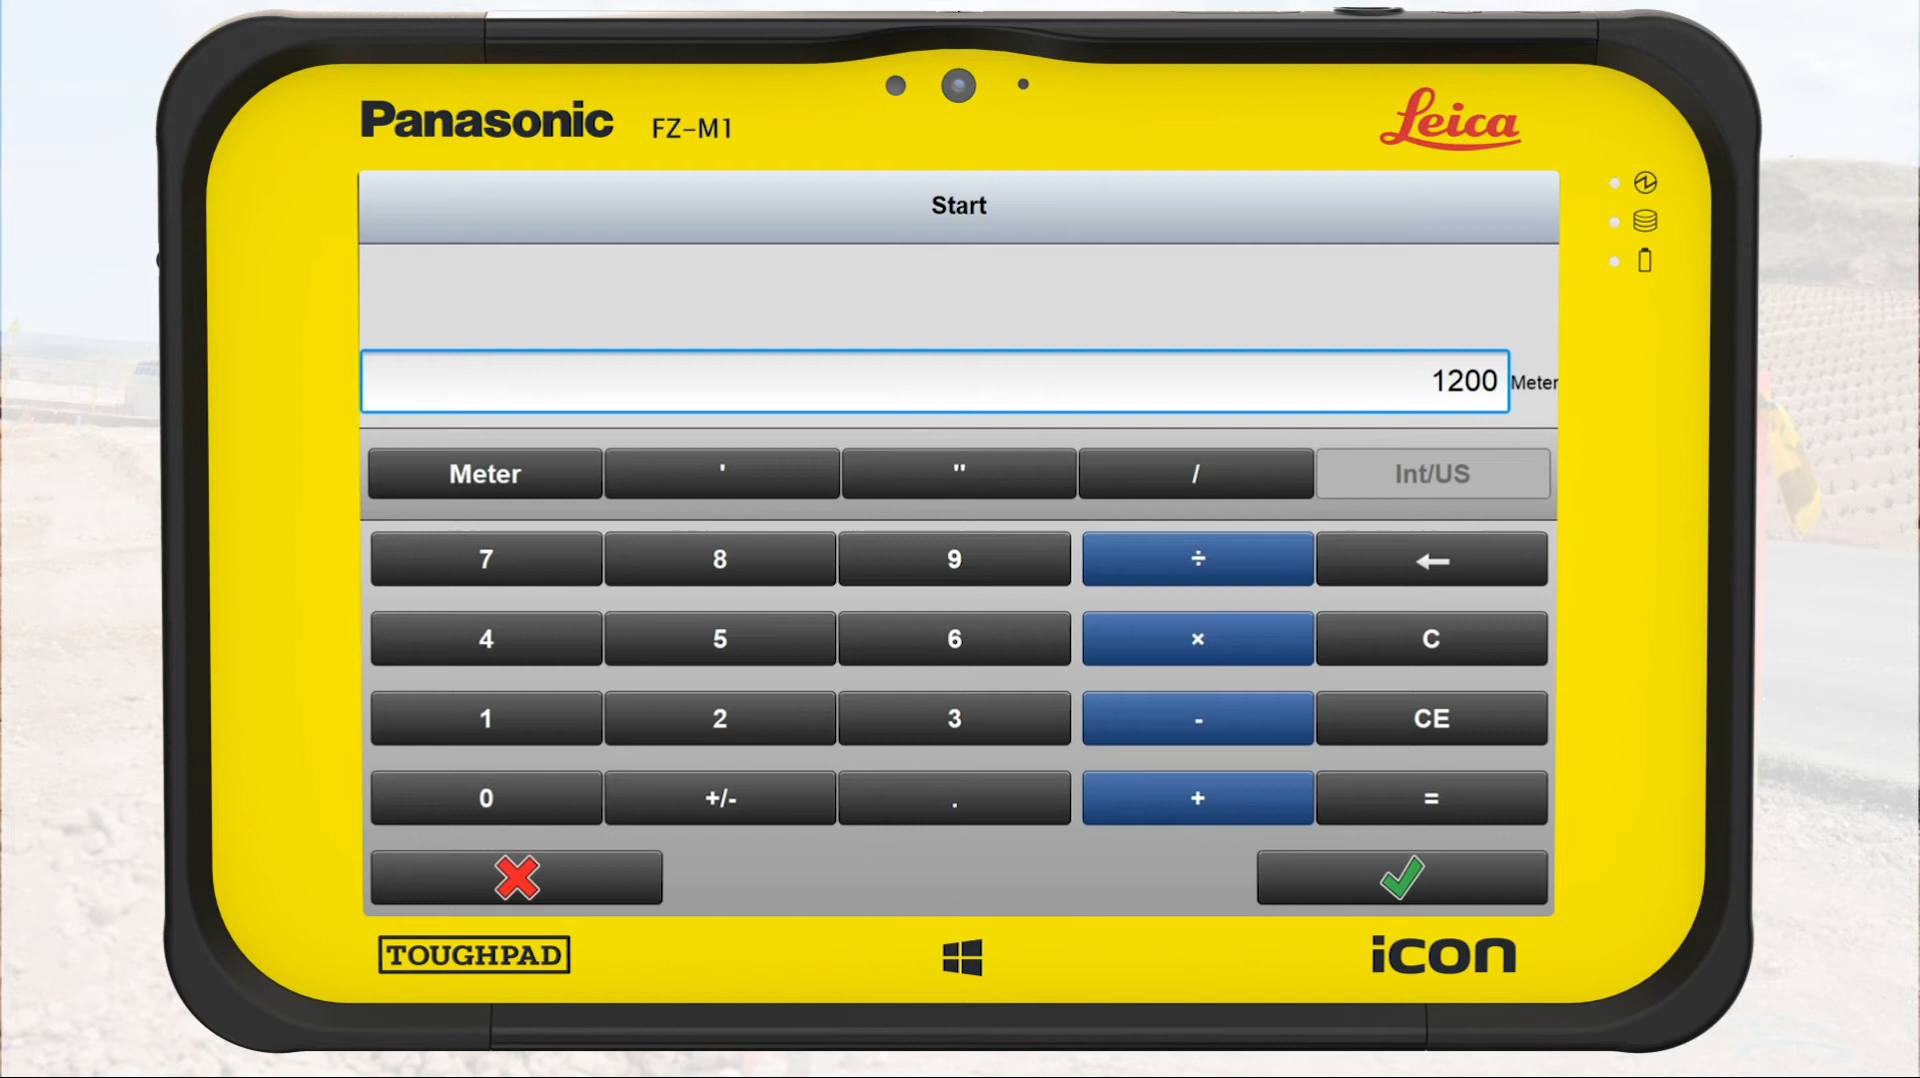 Panasonic FZ-M1 Leica
Start
1200 Meter
Meter ' " / Int/US
7 8 9 ÷ ←
4 5 6 × C
1 2 3 - CE
0 +/- . + =
TOUGHPAD icon